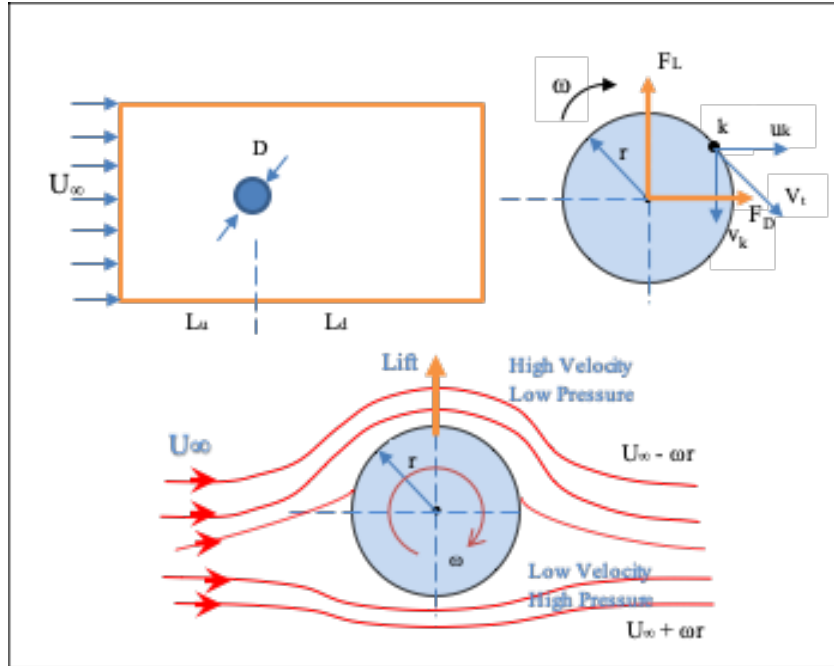 U∞
D
Lu
Ld
FL
ω
k
uk
r
Vt
FD
vk
Lift
High Velocity
Low Pressure
U∞
r
U∞ - ωr
ω
Low Velocity
High Pressure
U∞ + ωr